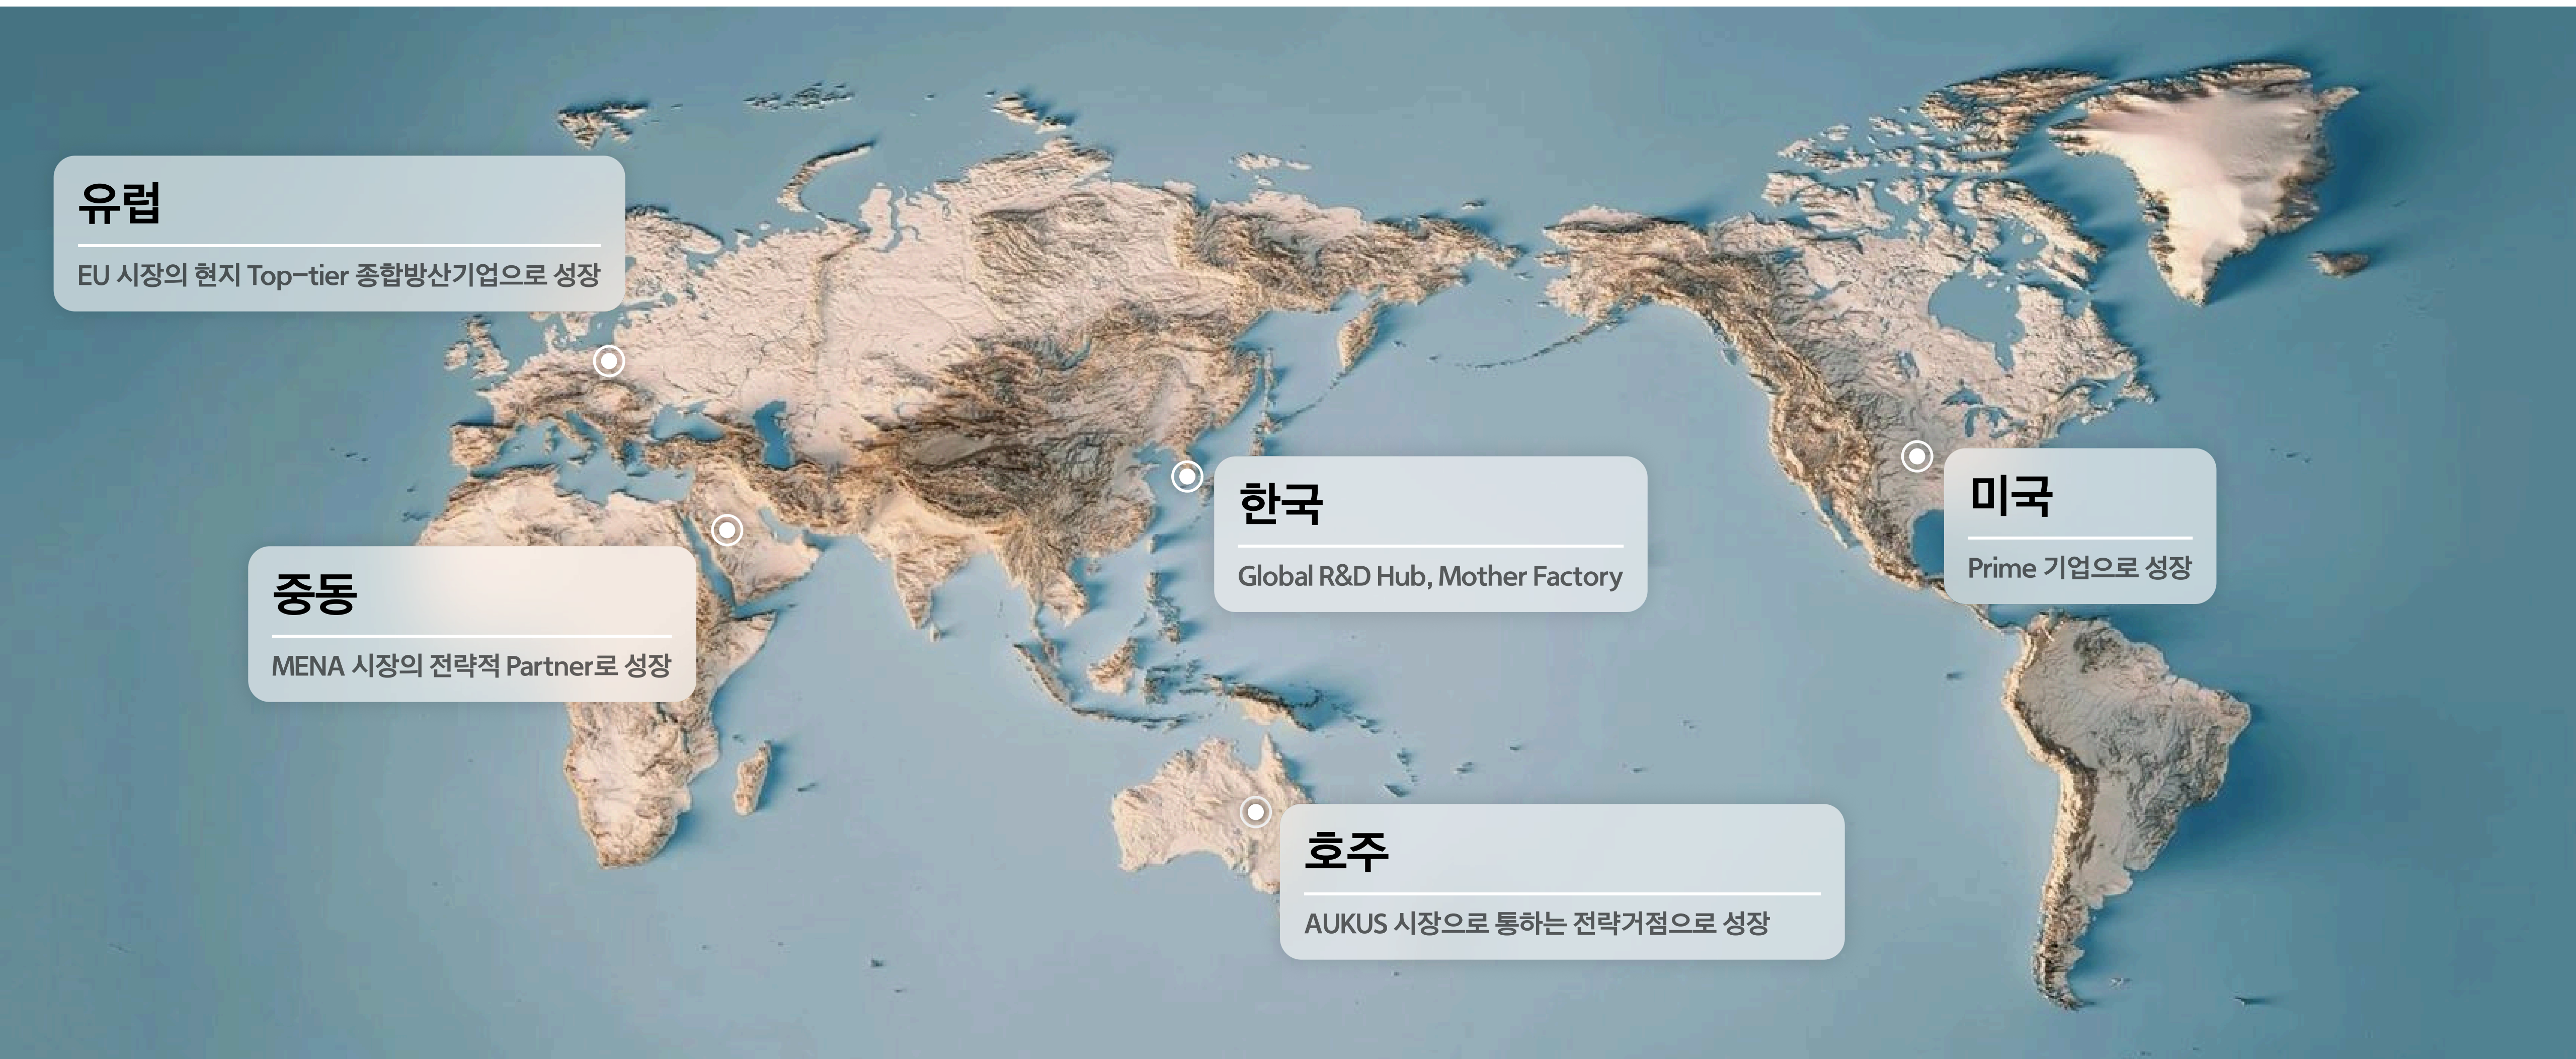 유럽
EU 시장의 현지 Top-tier 종합방산기업으로 성장
중동
MENA 시장의 전략적 Partner로 성장
한국
Global R&D Hub, Mother Factory
미국
Prime 기업으로 성장
호주
AUKUS 시장으로 통하는 전략거점으로 성장